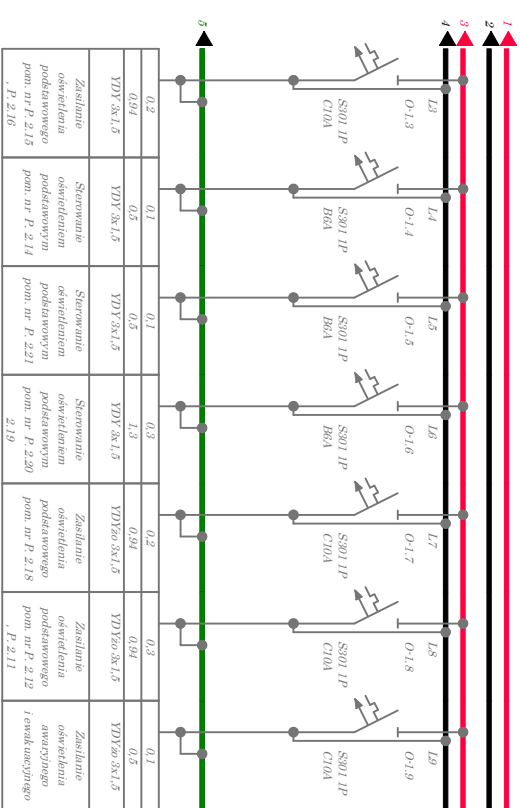 1
2
3
4
5
L3
O-1.3
S301 1P
C10A
0,2
0,94
YDY 3x1,5
Zasilanie
oświetlenia
podstawowego
pom. nr P. 2.15
, P. 2.16
L4
O-1.4
S301 1P
B6A
0,1
0,5
YDY 3x1,5
Sterowanie
oświetleniem
podstawowym
pom. nr P. 2.14
L5
O-1.5
S301 1P
B6A
0,1
0,5
YDY 3x1,5
Sterowanie
oświetleniem
podstawowym
pom. nr P. 2.21
L6
O-1.6
S301 1P
B6A
0,3
1,3
YDY 3x1,5
Sterowanie
oświetleniem
podstawowym
pom. nr P. 2.20
2.19
L7
O-1.7
S301 1P
C10A
0,2
0,94
YDYżo 3x1,5
Zasilanie
oświetlenia
podstawowego
pom. nr P. 2.18
L8
O-1.8
S301 1P
C10A
0,3
0,94
YDYżo 3x1,5
Zasilanie
oświetlenia
podstawowego
pom. nr P. 2.12
, P. 2.11
L9
O-1.9
S301 1P
C10A
0,1
0,5
YDYżo 3x1,5
Zasilanie
oświetlenia
awaryjnego
i ewakuacyjnego